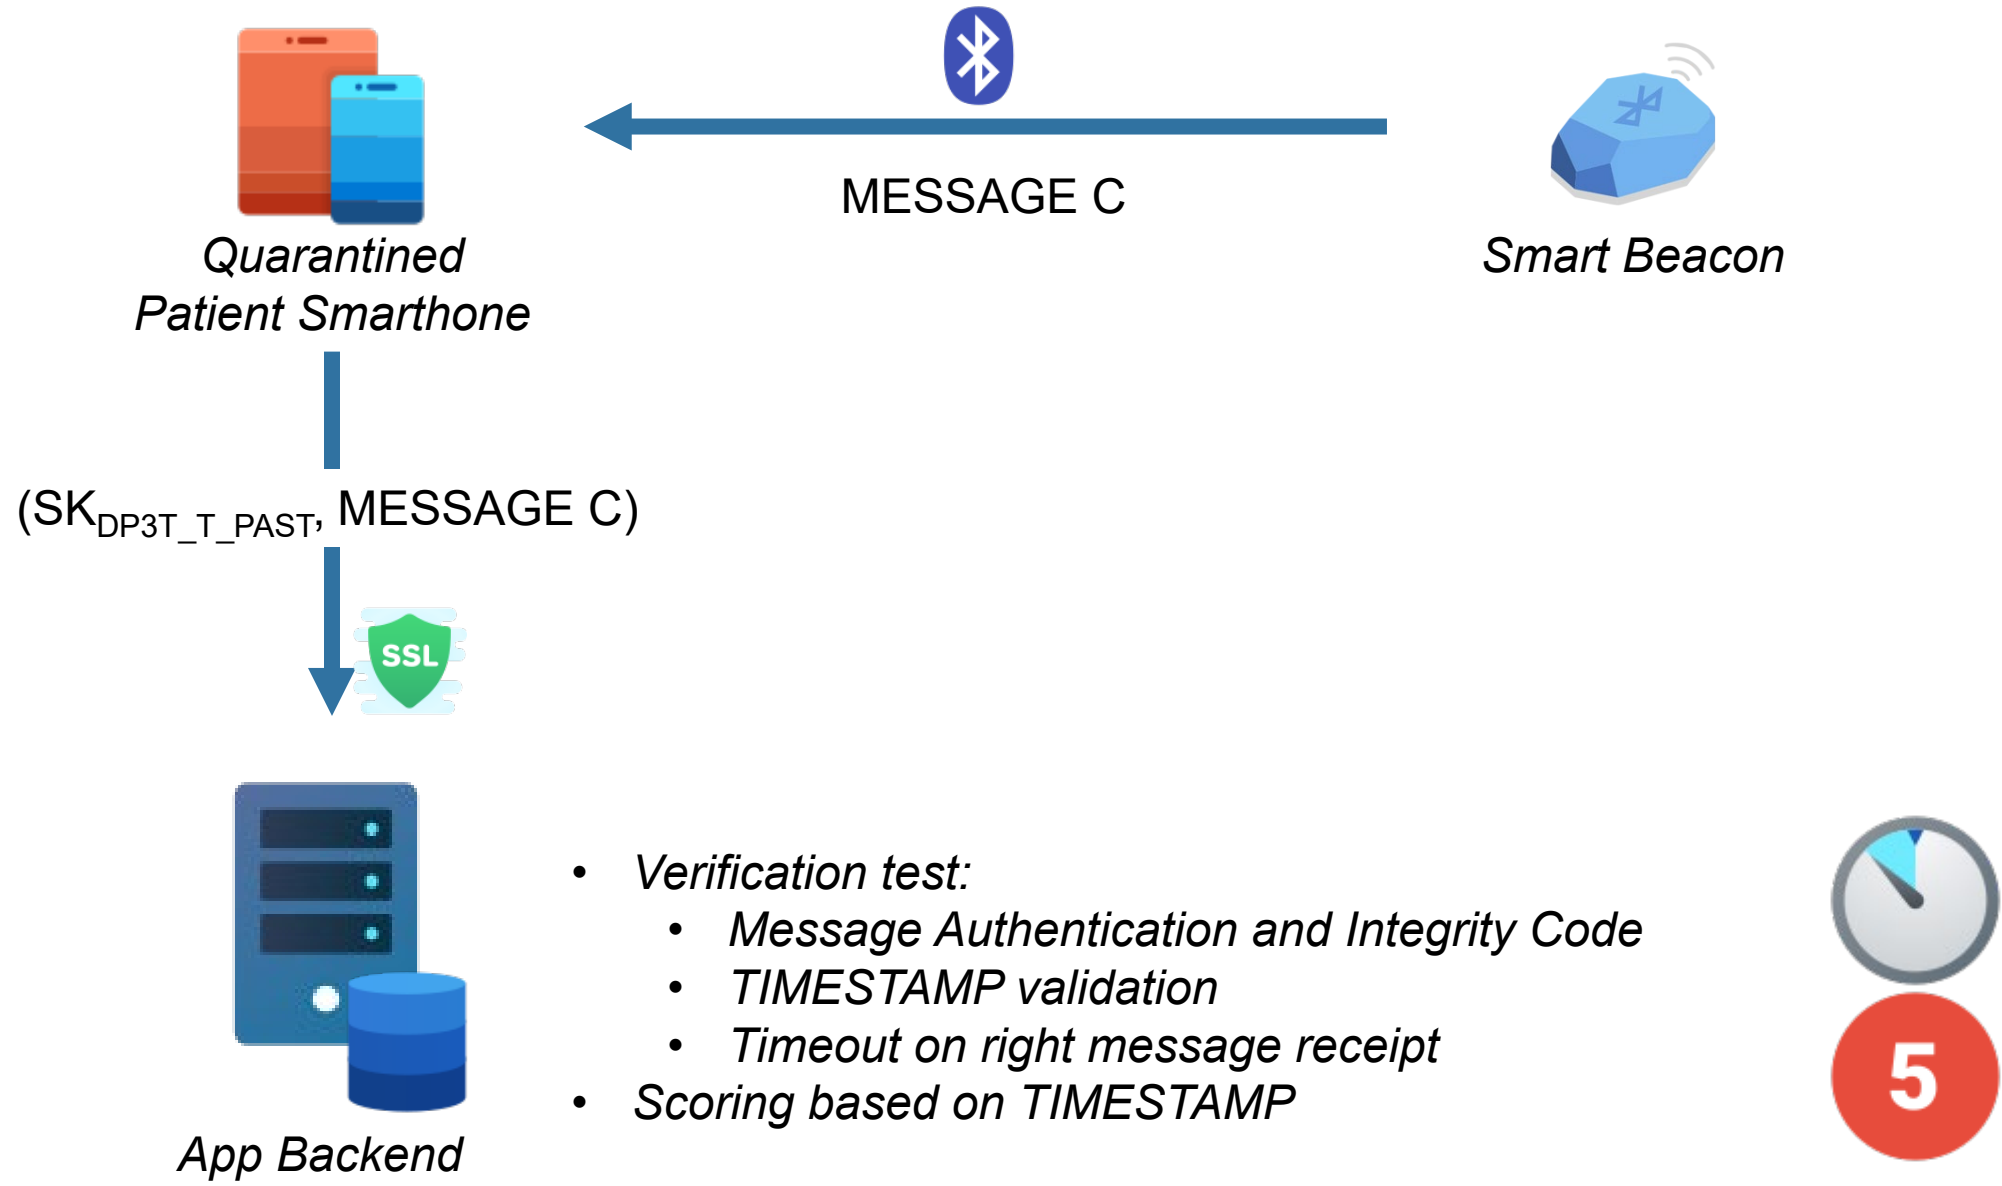 MESSAGE C
Quarantined
Patient Smarthone
Smart Beacon
(SK_DP3T_T_PAST, MESSAGE C)
SSL
• Verification test:
• Message Authentication and Integrity Code
• TIMESTAMP validation
• Timeout on right message receipt
• Scoring based on TIMESTAMP
5
App Backend